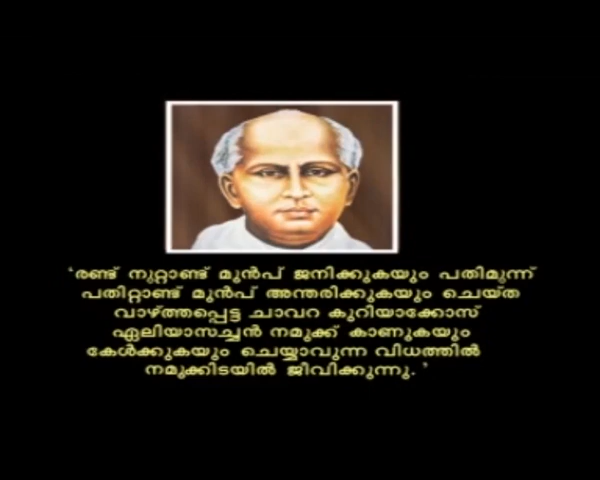 ‘രണ്ട് നൂറ്റാണ്ട് മുൻപ് ജനിക്കുകയും പതിമൂന്ന്
പതിറ്റാണ്ട് മുൻപ് അന്തരിക്കുകയും ചെയ്ത
വാഴ്ത്തപ്പെട്ട ചാവറ കുറിയാക്കോസ്
ഏലിയാസച്ചൻ നമുക്ക് കാണുകയും
കേൾക്കുകയും ചെയ്യാവുന്ന വിധത്തിൽ
നമുക്കിടയിൽ ജീവിക്കുന്നു. ’